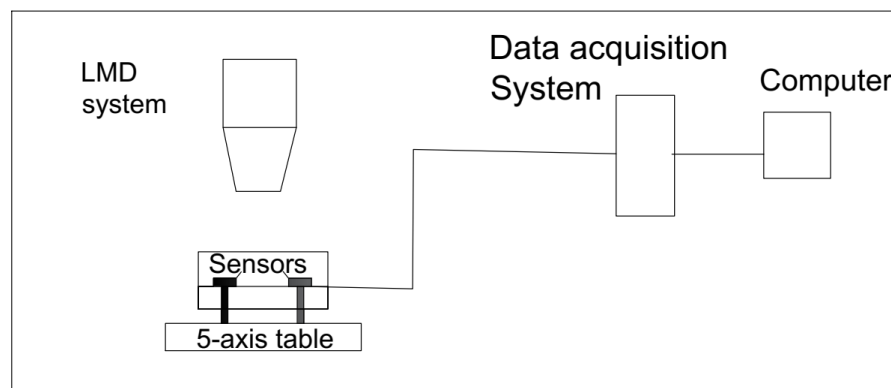 LMD
system
Data acquisition
System
Computer
Sensors
5-axis table